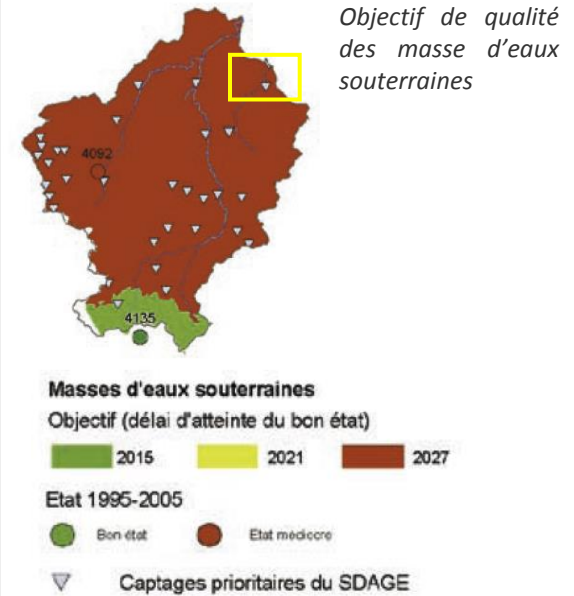 Objectif de qualité
des masse d’eaux
souterraines
4092
4135
Masses d'eaux souterraines
Objectif (délai d'atteinte du bon état)
2015 2021 2027
Etat 1995-2005
Bon état Etat médiocre
Captages prioritaires du SDAGE